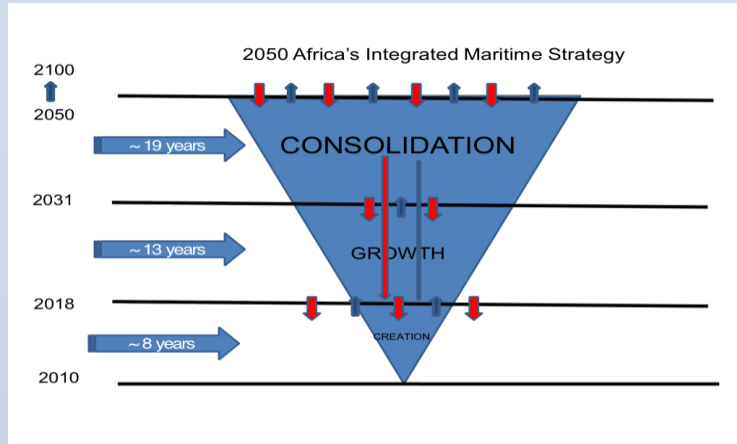 2050 Africa's Integrated Maritime Strategy
2100
2050
~ 19 years
CONSOLIDATION
2031
~ 13 years
GROWTH
2018
~ 8 years
CREATION
2010